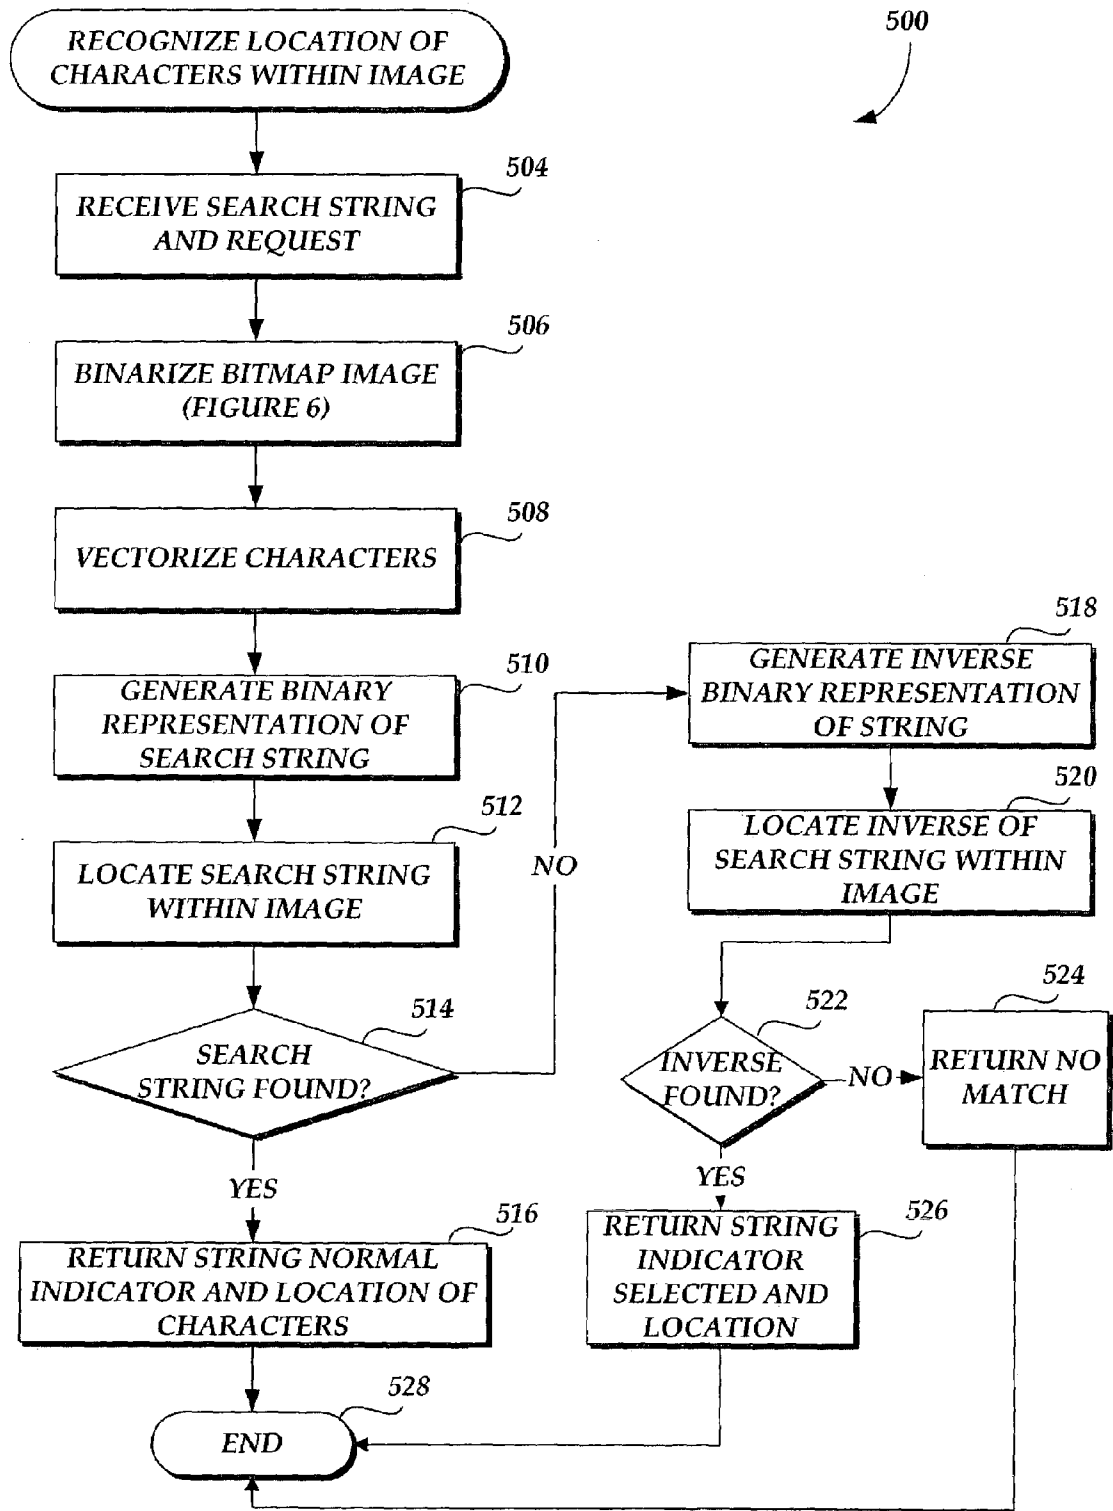 500
RECOGNIZE LOCATION OF
CHARACTERS WITHIN IMAGE
504
RECEIVE SEARCH STRING
AND REQUEST
506
BINARIZE BITMAP IMAGE
(FIGURE 6)
508
VECTORIZE CHARACTERS
510
GENERATE BINARY
REPRESENTATION OF
SEARCH STRING
512
LOCATE SEARCH STRING
WITHIN IMAGE
514
SEARCH
STRING FOUND?
NO
YES
516
RETURN STRING NORMAL
INDICATOR AND LOCATION OF
CHARACTERS
518
GENERATE INVERSE
BINARY REPRESENTATION
OF STRING
520
LOCATE INVERSE OF
SEARCH STRING WITHIN
IMAGE
522
INVERSE
FOUND?
NO
524
RETURN NO
MATCH
YES
526
RETURN STRING
INDICATOR
SELECTED AND
LOCATION
528
END